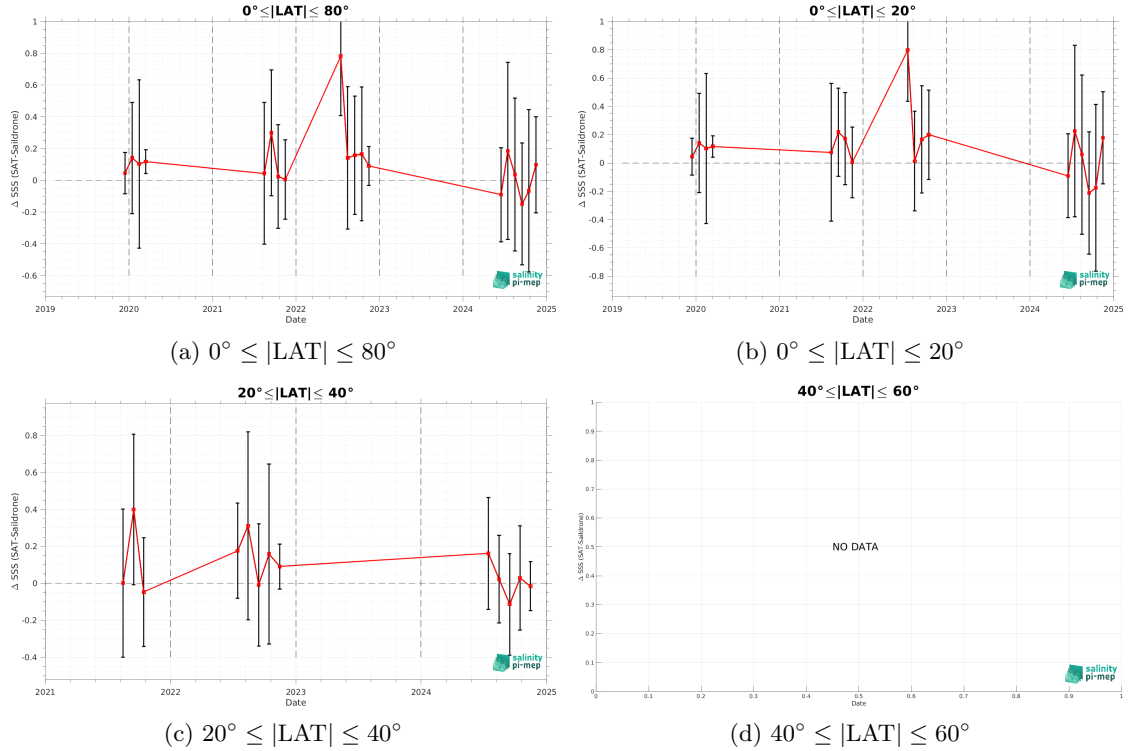 0°≤|LAT|≤ 80°
Δ SSS (SAT-Saildrone)
1
0.8
0.6
0.4
0.2
0
-0.2
-0.4
-0.6
2019
2020
2021
2022
2023
2024
2025
Date
salinity
pi-mep
(a) 0° ≤ |LAT| ≤ 80°
0°≤|LAT|≤ 20°
Δ SSS (SAT-Saildrone)
1
0.8
0.6
0.4
0.2
0
-0.2
-0.4
-0.6
-0.8
2019
2020
2021
2022
2023
2024
2025
Date
salinity
pi-mep
(b) 0° ≤ |LAT| ≤ 20°
20°≤|LAT|≤ 40°
Δ SSS (SAT-Saildrone)
0.8
0.6
0.4
0.2
0
-0.2
-0.4
2021
2022
2023
2024
2025
Date
salinity
pi-mep
(c) 20° ≤ |LAT| ≤ 40°
40°≤|LAT|≤ 60°
Δ SSS (SAT-Saildrone)
1
0.9
0.8
0.7
0.6
0.5
0.4
0.3
0.2
0.1
0
NO DATA
0
0.1
0.2
0.3
0.4
0.5
0.6
0.7
0.8
0.9
1
Date
salinity
pi-mep
(d) 40° ≤ |LAT| ≤ 60°